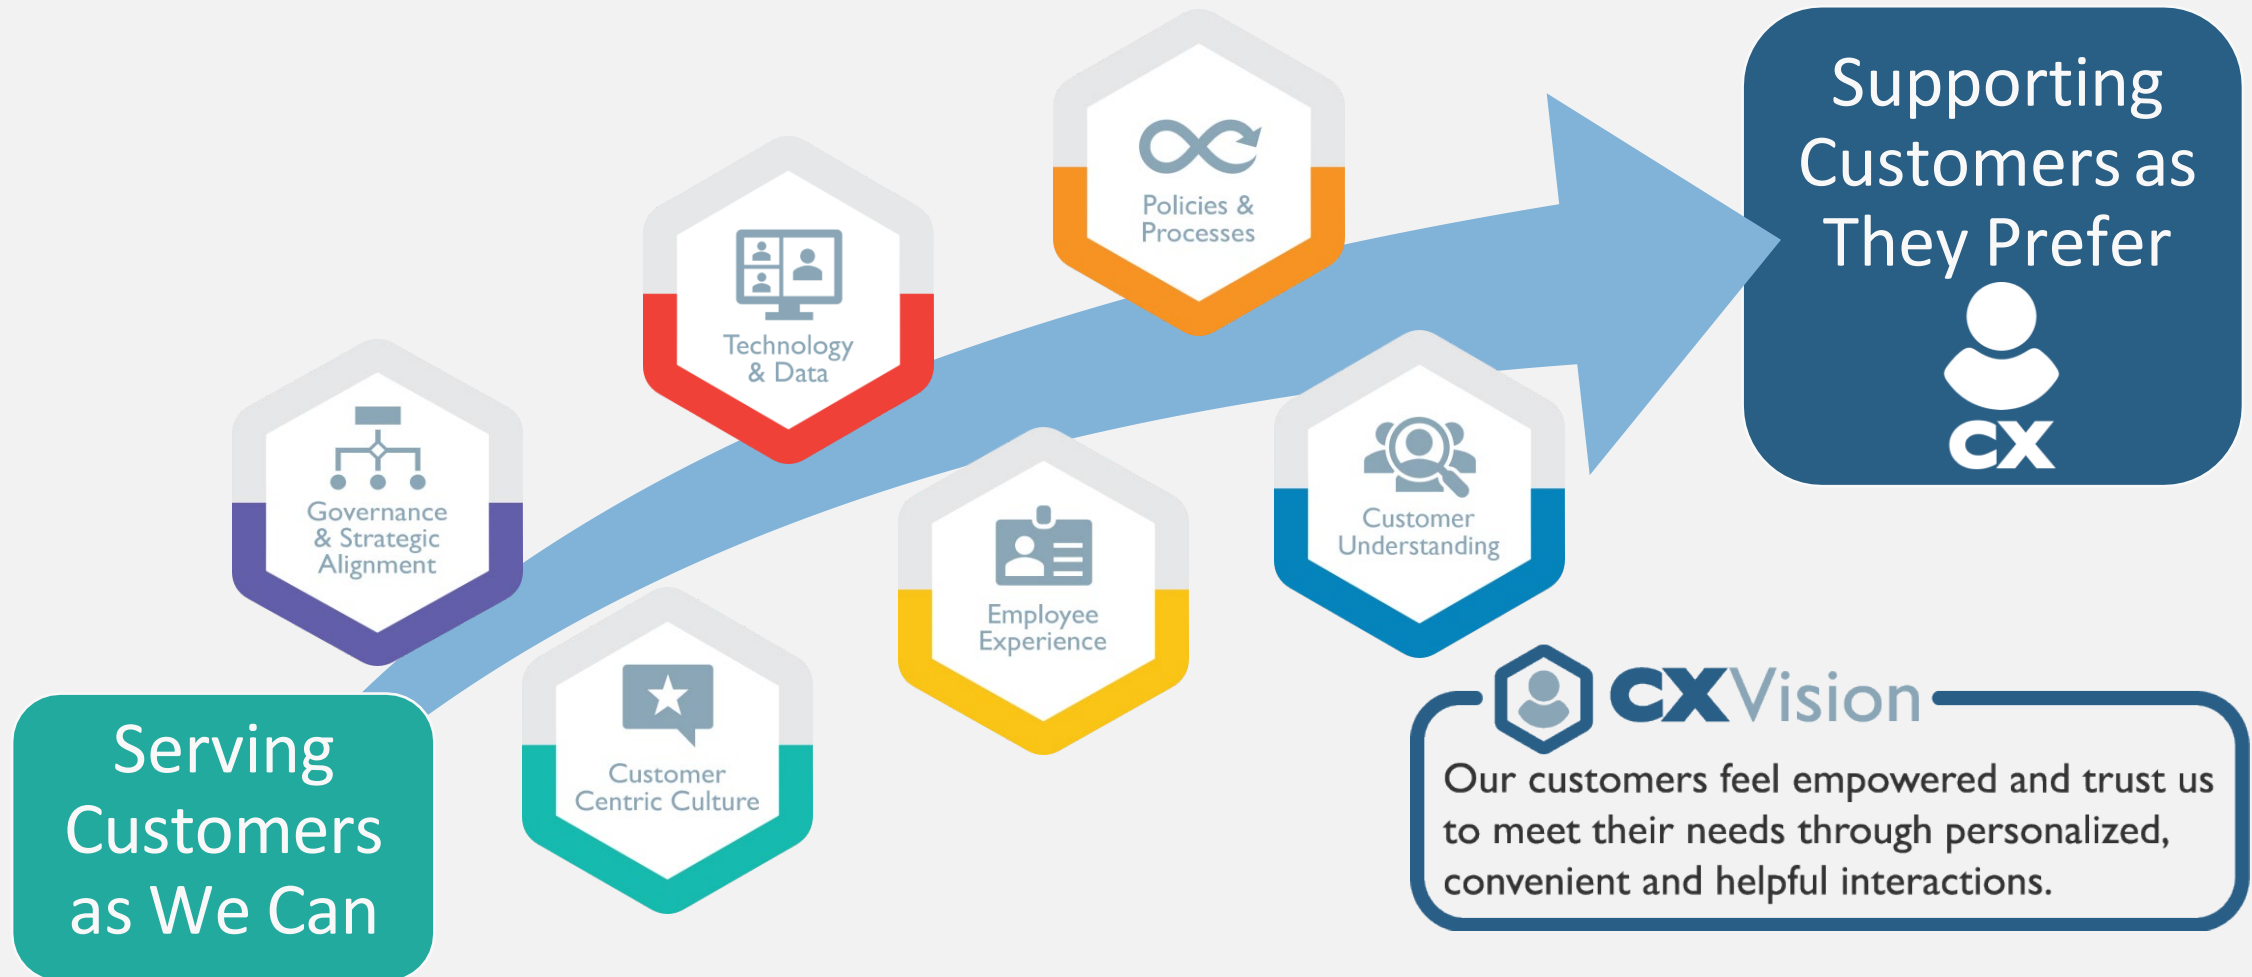 Supporting
Customers as
They Prefer
CX
Policies &
Processes
Technology
& Data
Governance
& Strategic
Alignment
Customer
Understanding
Employee
Experience
Customer
Centric Culture
Serving
Customers
as We Can
CXVision
Our customers feel empowered and trust us
to meet their needs through personalized,
convenient and helpful interactions.